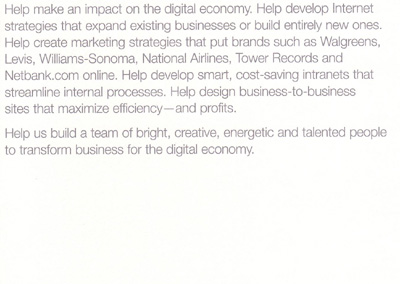 Help make an impact on the digital economy. Help develop Internet
strategies that expand existing businesses or build entirely new ones.
Help create marketing strategies that put brands such as Walgreens,
Levis, Williams-Sonoma, National Airlines, Tower Records and
Netbank.com online. Help develop smart, cost-saving intranets that
streamline internal processes. Help design business-to-business
sites that maximize efficiency—and profits.
Help us build a team of bright, creative, energetic and talented people
to transform business for the digital economy.